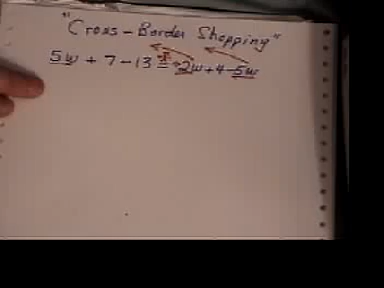 "Cross-Border Shopping"
5w + 7 - 13 = 2w + 4 - 5w